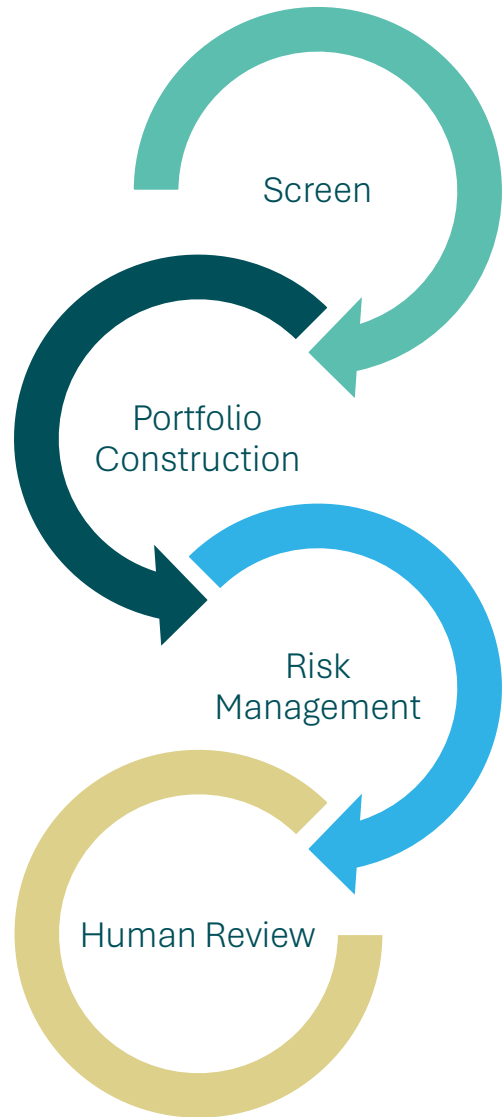 Screen
Portfolio
Construction
Risk
Management
Human Review